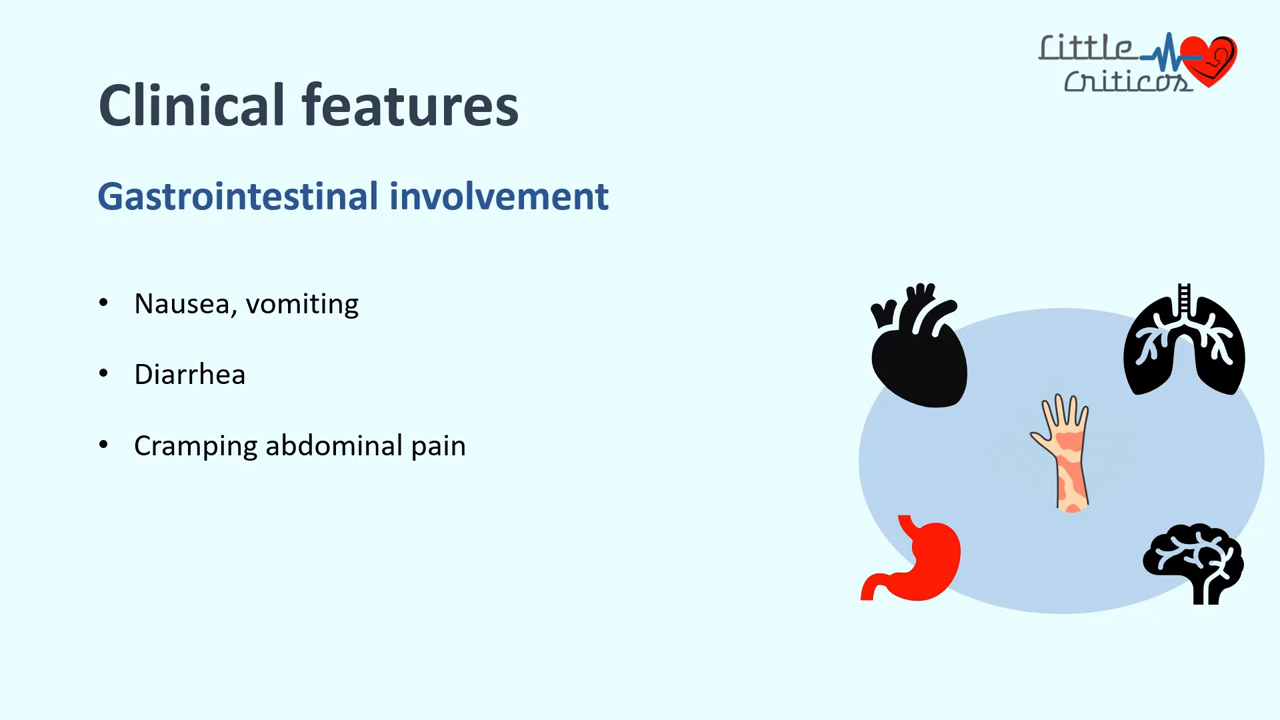 Little
Criticos
Clinical features
Gastrointestinal involvement
• Nausea, vomiting
• Diarrhea
• Cramping abdominal pain